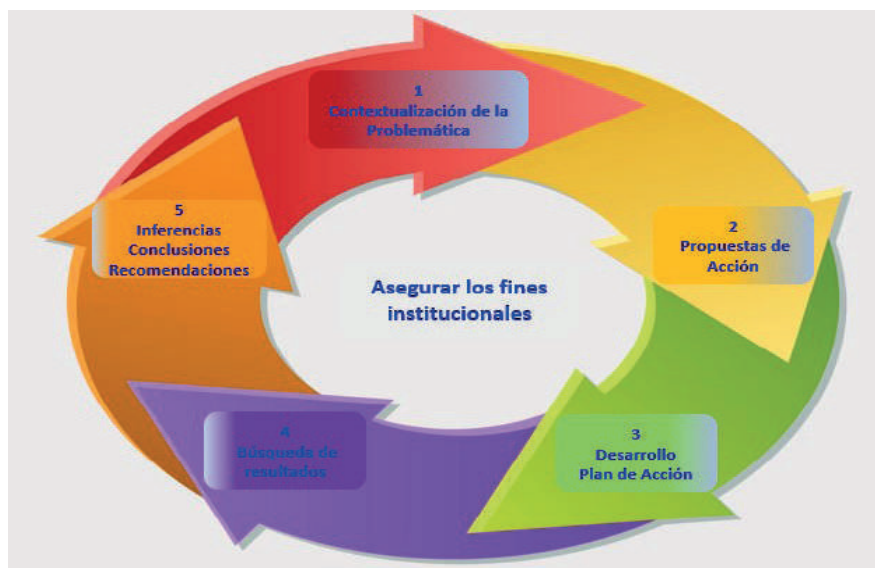 1
Contextualización de la
Problemática
2
Propuestas de
Acción
3
Desarrollo
Plan de Acción
4
Búsqueda de
resultados
5
Inferencias
Conclusiones
Recomendaciones
Asegurar los fines
institucionales